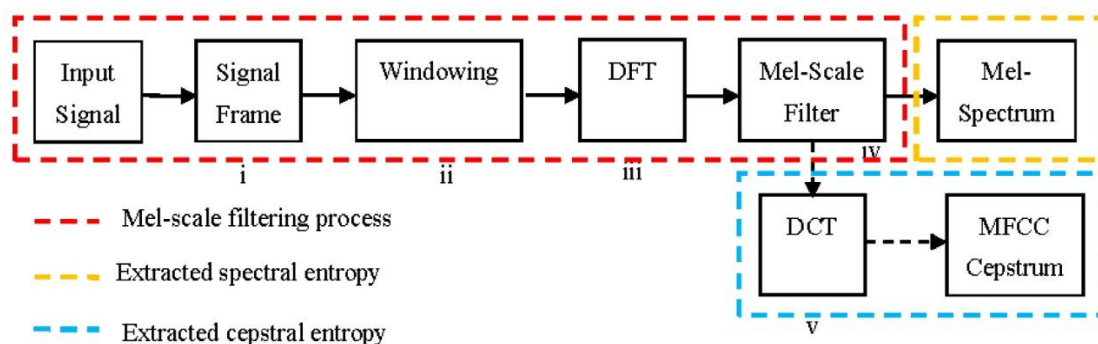 Input
Signal
Signal
Frame
Windowing
DFT
Mel-Scale
Filter
Mel-
Spectrum
i
ii
iii
iv
DCT
MFCC
Cepstrum
v
Mel-scale filtering process
Extracted spectral entropy
Extracted cepstral entropy